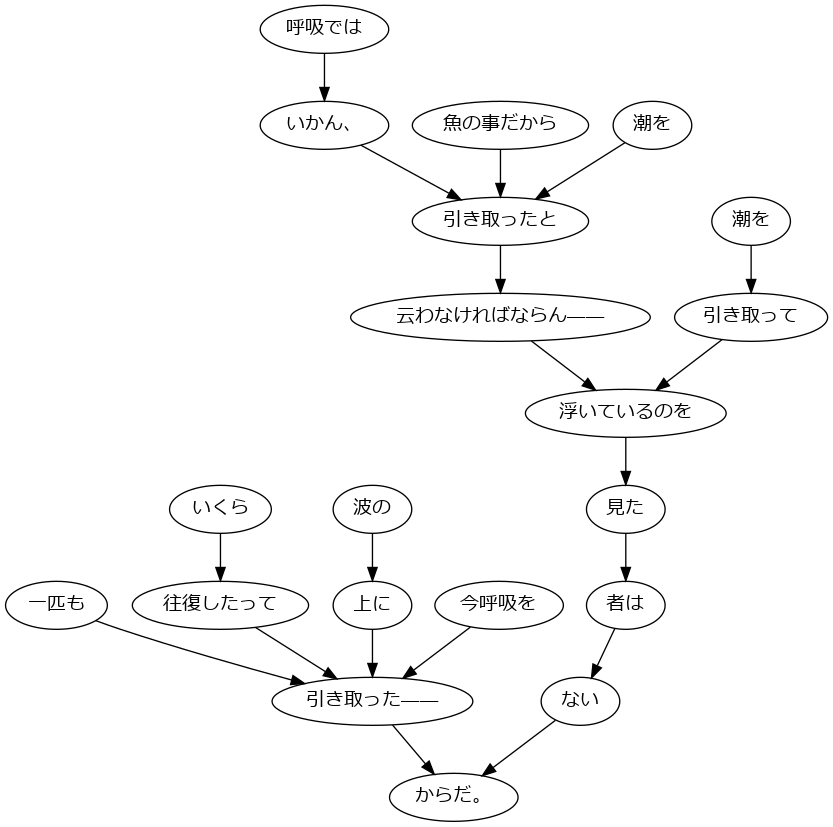 呼吸では
いかん、
魚の事だから
潮を
引き取ったと
潮を
云わなければならん――
引き取って
浮いているのを
いくら
波の
見た
一匹も
往復したって
上に
今呼吸を
者は
引き取った――
ない
からだ。